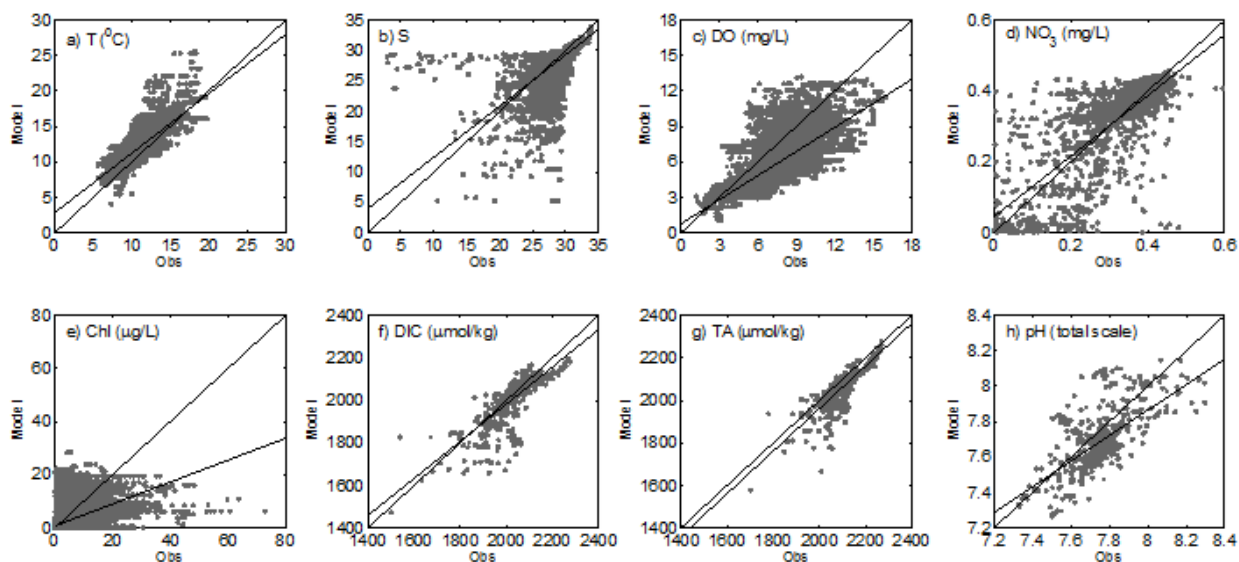 a) T (⁰C)
Model
30
25
20
15
10
5
0
0 5 10 15 20 25 30
Obs
b) S
Model
35
30
25
20
15
10
5
0
0 5 10 15 20 25 30 35
Obs
c) DO (mg/L)
Model
18
15
12
9
6
3
0
0 3 6 9 12 15 18
Obs
d) NO₃ (mg/L)
Model
0.6
0.4
0.2
0
0 0.2 0.4 0.6
Obs
e) Chl (μg/L)
Model
80
60
40
20
0
0 20 40 60 80
Obs
f) DIC (μmol/kg)
Model
2400
2200
2000
1800
1600
1400
1400 1600 1800 2000 2200 2400
Obs
g) TA (μmol/kg)
Model
2400
2200
2000
1800
1600
1400
1400 1600 1800 2000 2200 2400
Obs
h) pH (total scale)
Model
8.4
8.2
8
7.8
7.6
7.4
7.2
7.2 7.4 7.6 7.8 8 8.2 8.4
Obs